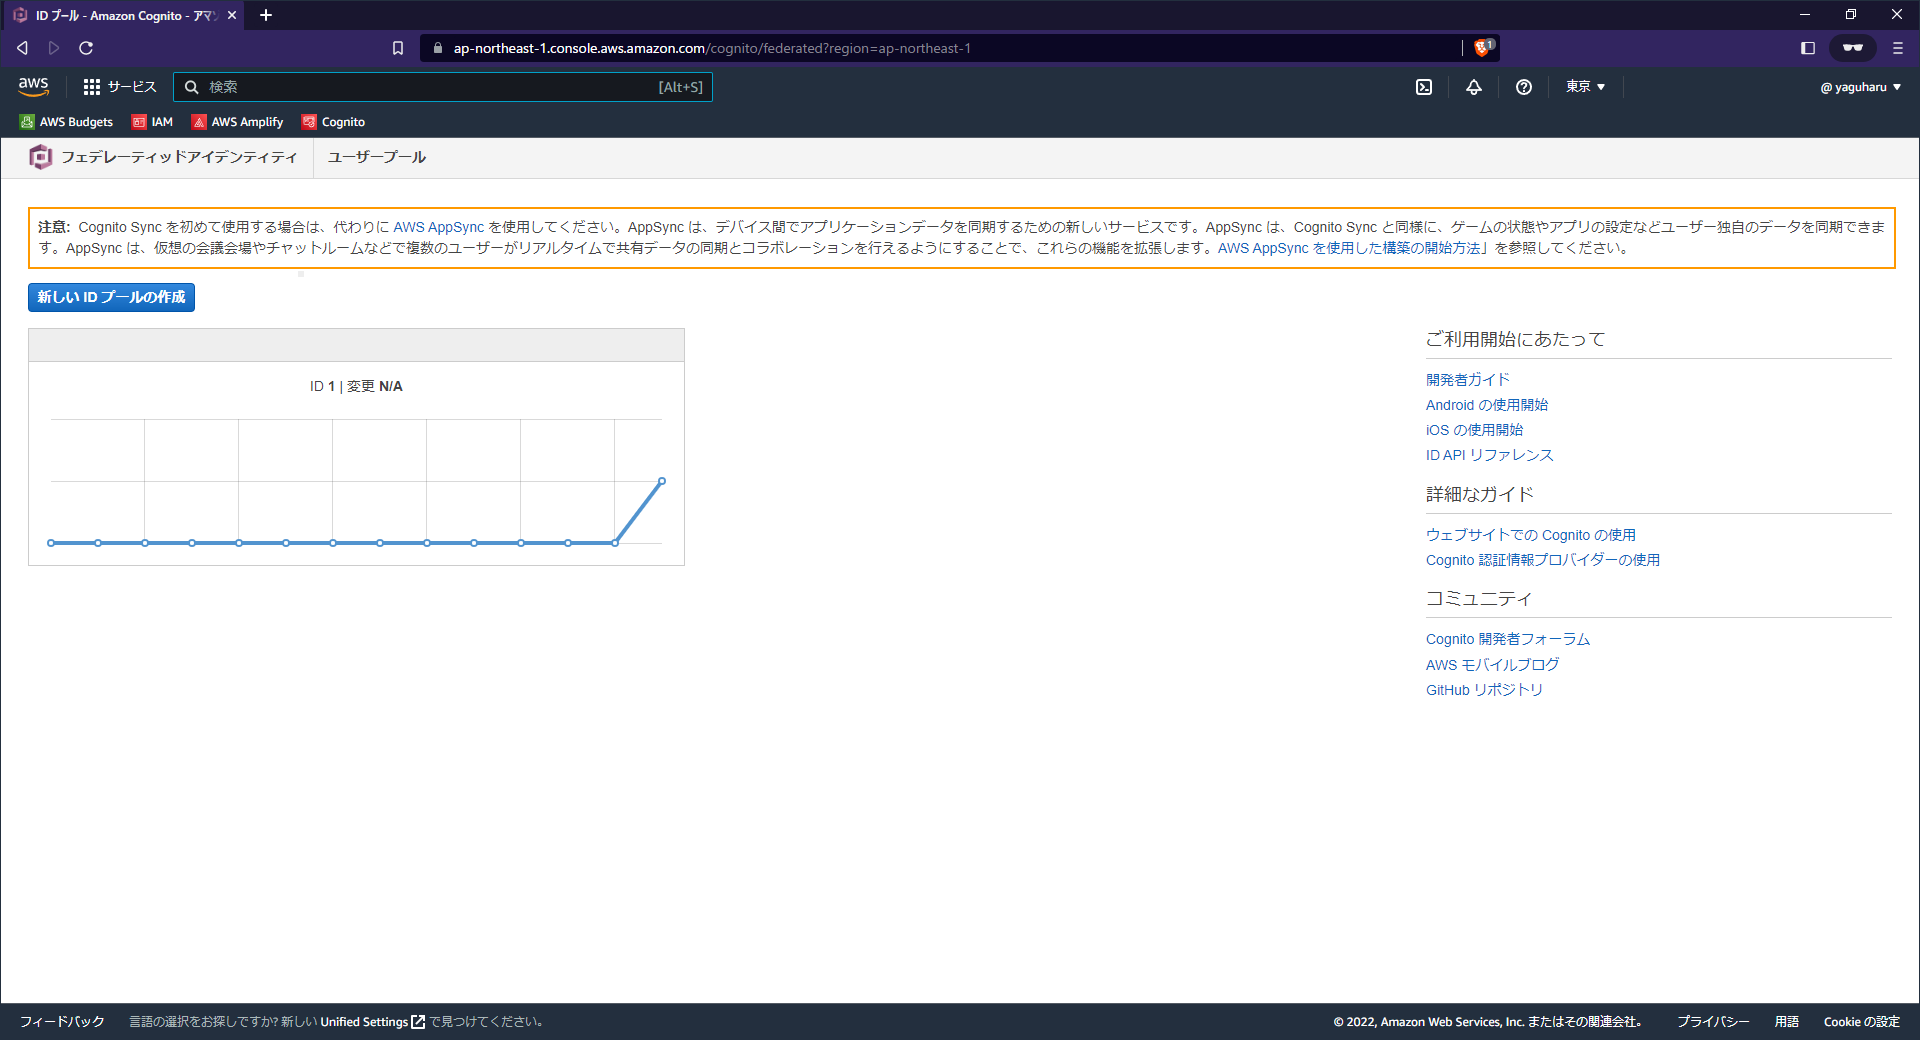 ID プール - Amazon Cognito - アマゾ
ap-northeast-1.console.aws.amazon.com/cognito/federated?region=ap-northeast-1
1
aws
サービス
検索
[Alt+S]
東京
@ yaguharu
AWS Budgets
IAM
AWS Amplify
Cognito
フェデレーティッドアイデンティティ
ユーザープール
注意: Cognito Sync を初めて使用する場合は、代わりに AWS AppSync を使用してください。AppSync は、デバイス間でアプリケーションデータを同期するための新しいサービスです。AppSync は、Cognito Sync と同様に、ゲームの状態やアプリの設定などユーザー独自のデータを同期できま
す。AppSync は、仮想の会議会場やチャットルームなどで複数のユーザーがリアルタイムで共有データの同期とコラボレーションを行えるようにすることで、これらの機能を拡張します。AWS AppSync を使用した構築の開始方法」を参照してください。
新しい ID プールの作成
ID 1 | 変更 N/A
ご利用開始にあたって
開発者ガイド
Android の使用開始
iOS の使用開始
ID API リファレンス
詳細なガイド
ウェブサイトでの Cognito の使用
Cognito 認証情報プロバイダーの使用
コミュニティ
Cognito 開発者フォーラム
AWS モバイルブログ
GitHub リポジトリ
フィードバック
言語の選択をお探しですか? 新しい Unified Settings で見つけてください。
© 2022, Amazon Web Services, Inc. またはその関連会社。
プライバシー
用語
Cookie の設定